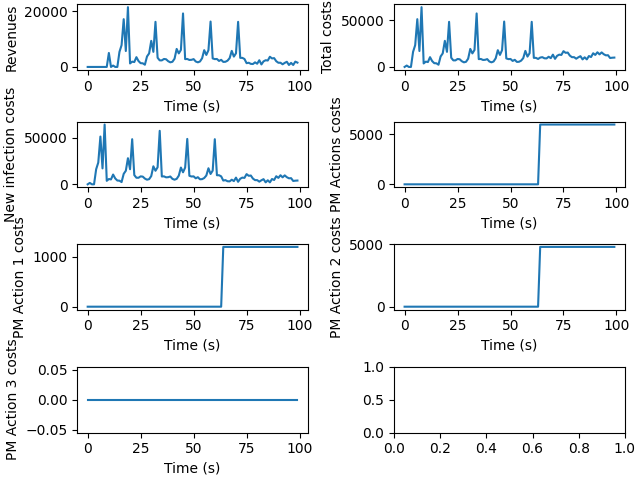 Revenues
20000
0
0 25 50 75 100
Time (s)
Total costs
50000
0
0 25 50 75 100
Time (s)
New infection costs
50000
0
0 25 50 75 100
Time (s)
PM Actions costs
5000
0
0 25 50 75 100
Time (s)
PM Action 1 costs
1000
0
0 25 50 75 100
Time (s)
PM Action 2 costs
5000
0
0 25 50 75 100
Time (s)
PM Action 3 costs
0.05
0.00
−0.05
0 25 50 75 100
Time (s)
1.0
0.5
0.0
0.0 0.2 0.4 0.6 0.8 1.0